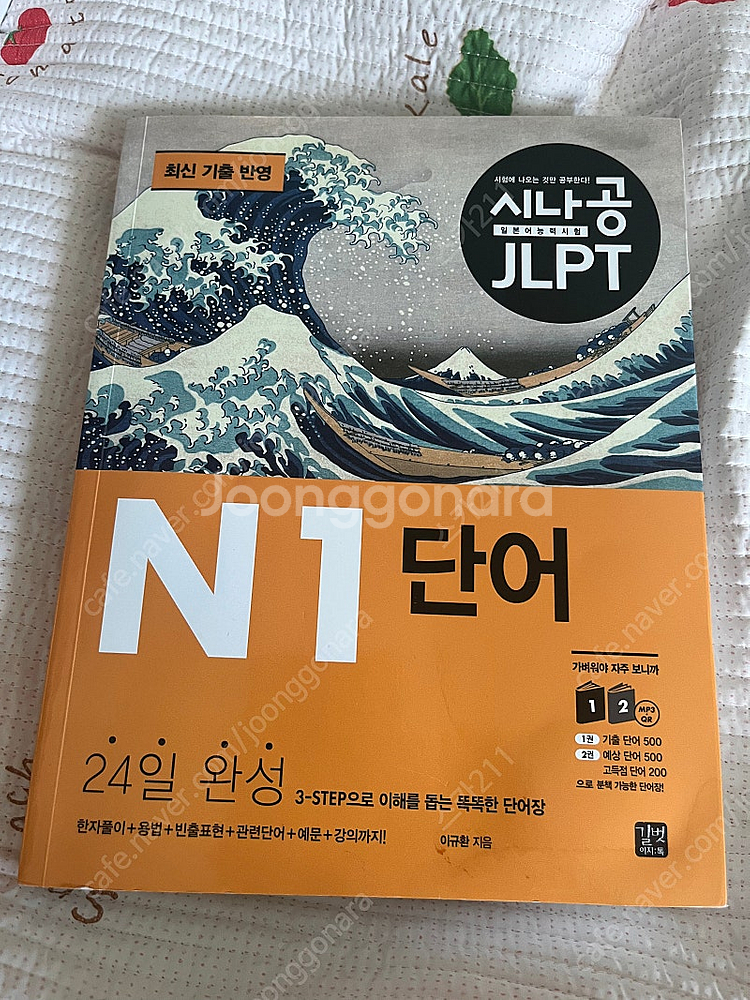 최신 기출 반영
시험에 나오는 것만 공부한다!
시나공
일본어능력시험
JLPT
N1 단어
가벼워야 자주 보니까
1 2 MP3 QR
1권 기출 단어 500
2권 예상 단어 500
고득점 단어 200
으로 분책 가능한 단어장!
24일 완성 3-STEP으로 이해를 돕는 똑똑한 단어장
한자풀이+용법+빈출표현+관련단어+예문+강의까지!
이규환 지음
길벗
이지:톡
Joonggonara
cafe.naver.com/joonggonara